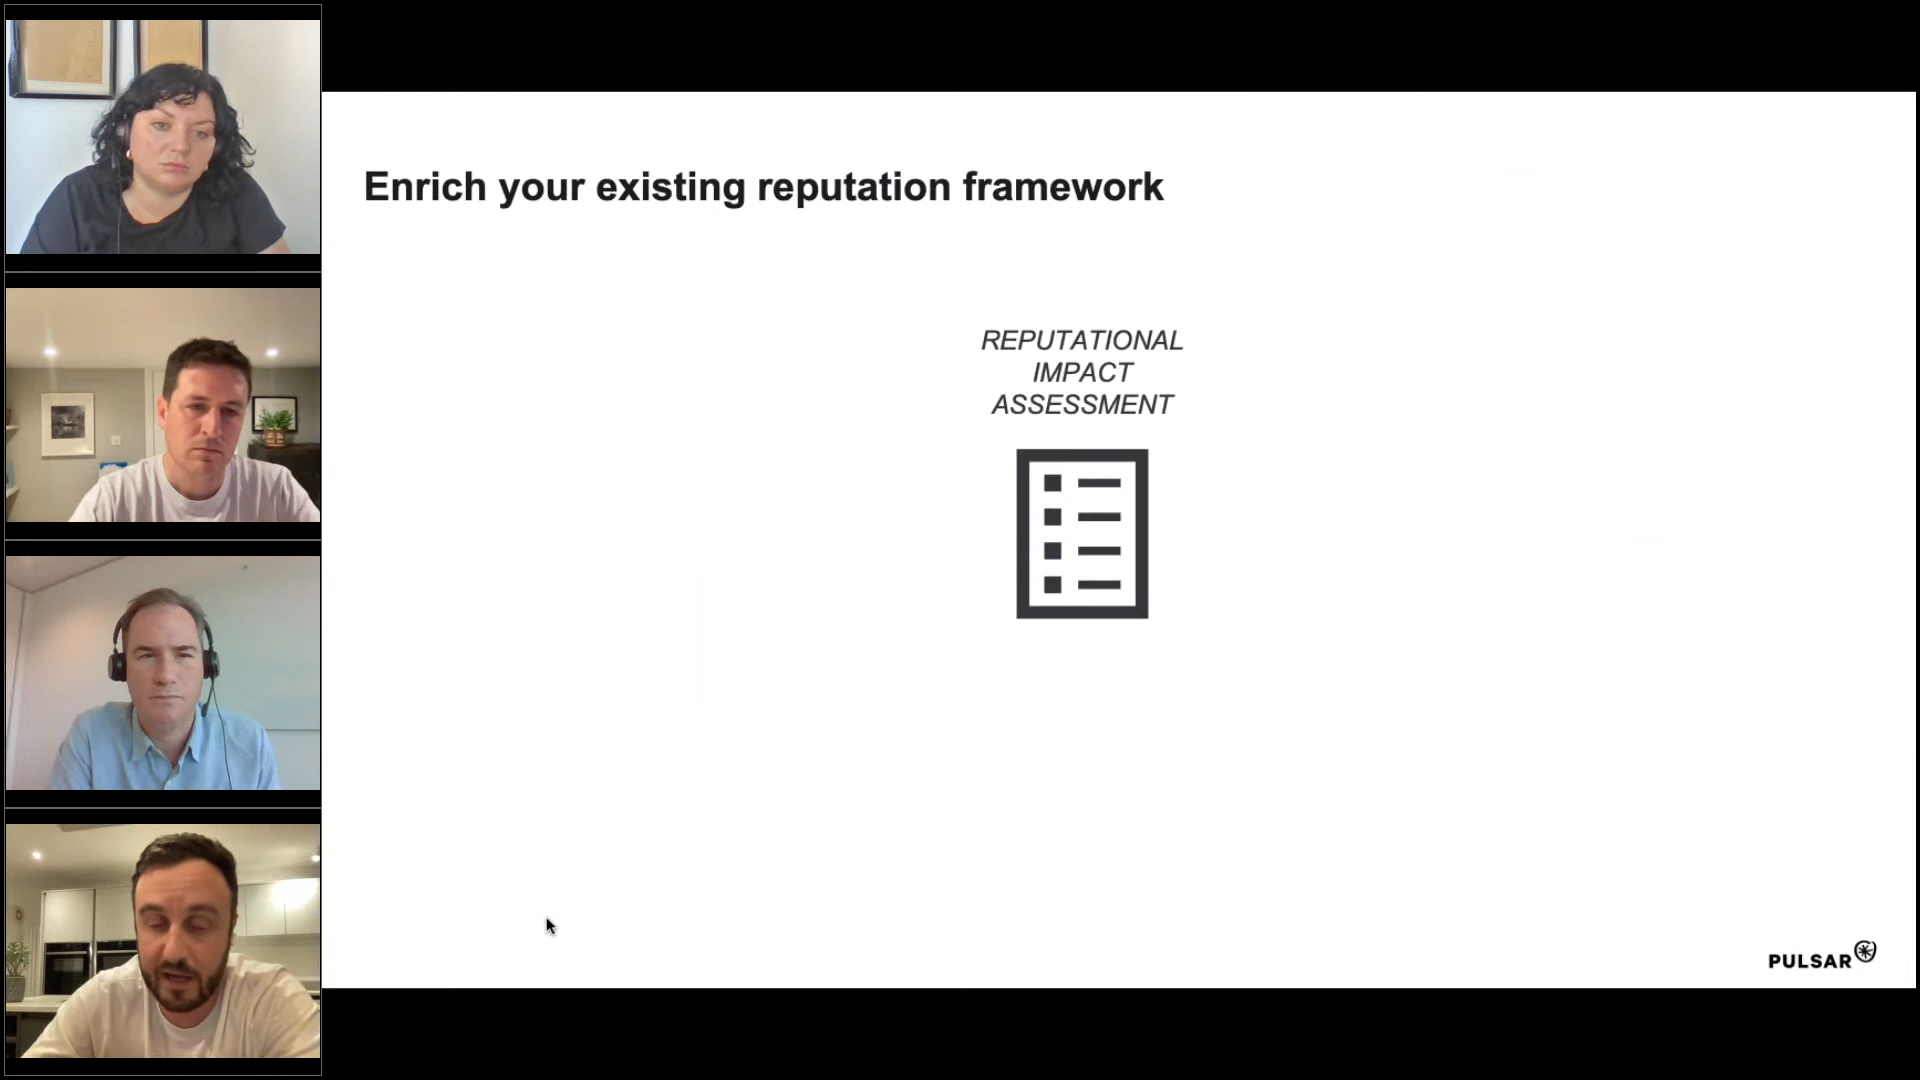 Enrich your existing reputation framework
REPUTATIONAL
IMPACT
ASSESSMENT
PULSAR